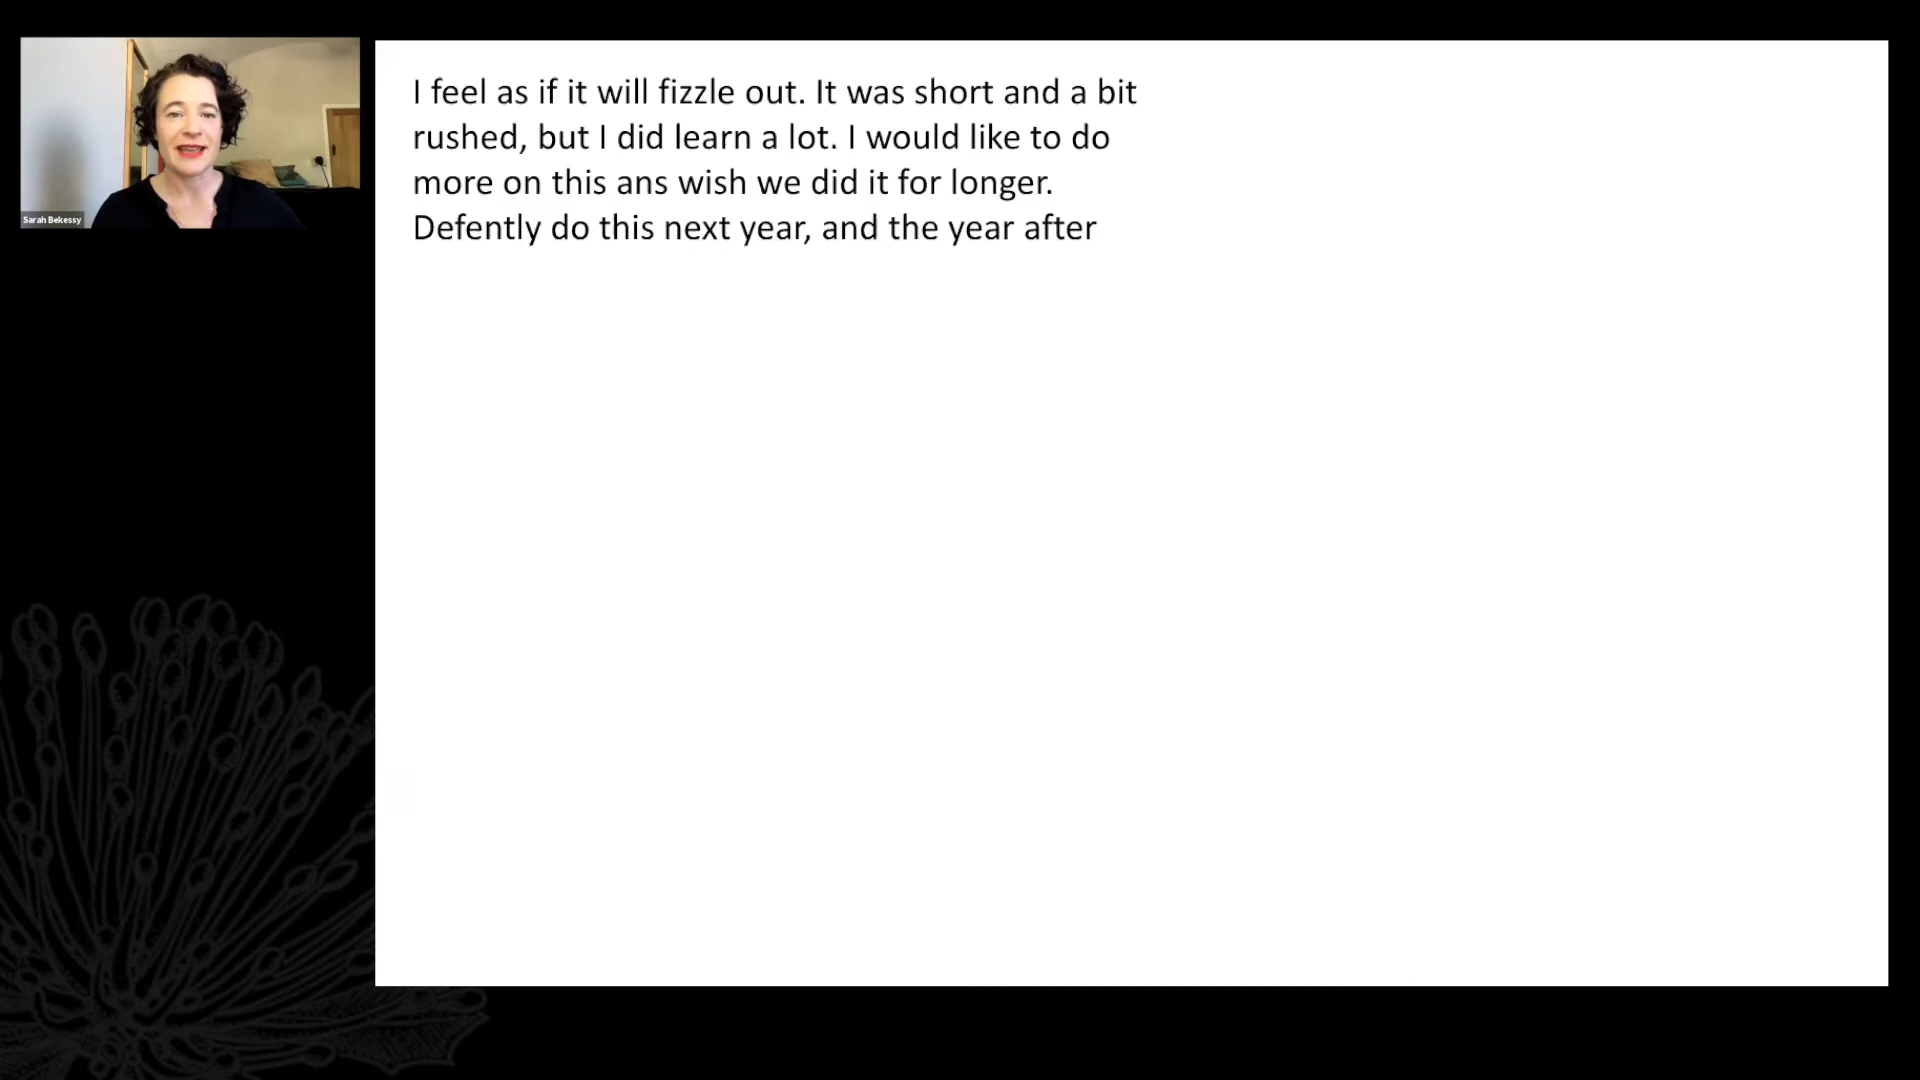 Sarah Bekessy
I feel as if it will fizzle out. It was short and a bit
rushed, but I did learn a lot. I would like to do
more on this ans wish we did it for longer.
Defently do this next year, and the year after